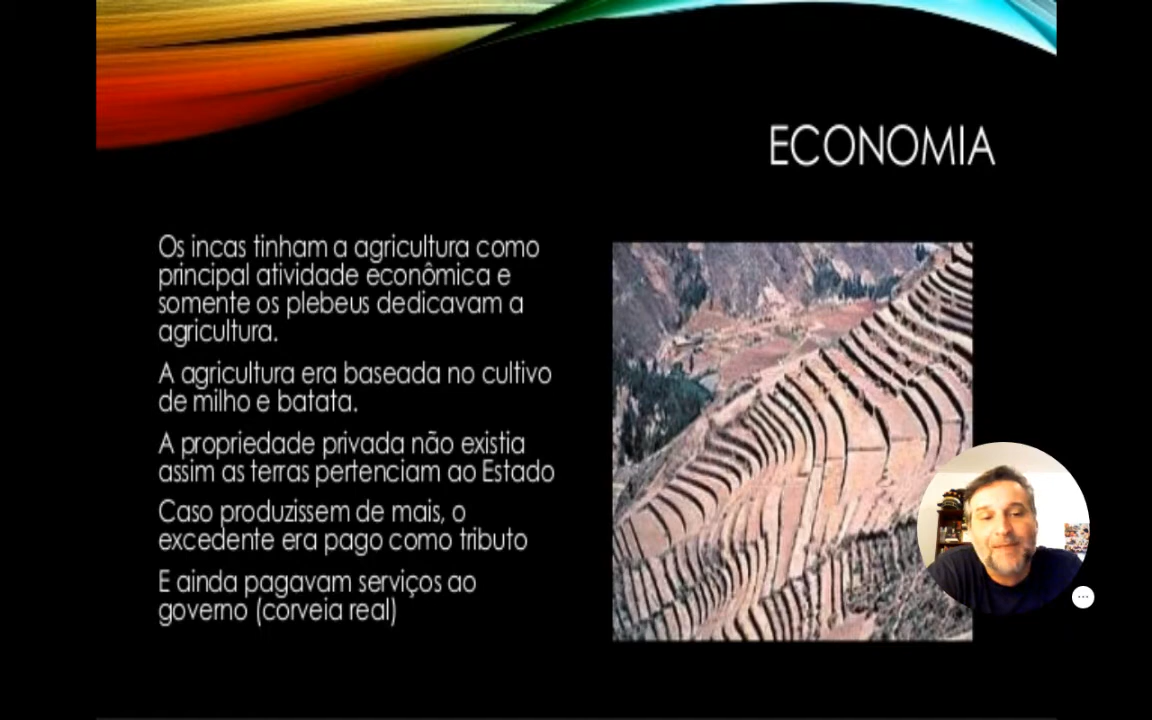 ECONOMIA
Os incas tinham a agricultura como
principal atividade econômica e
somente os plebeus dedicavam a
agricultura.
A agricultura era baseada no cultivo
de milho e batata.
A propriedade privada não existia
assim as terras pertenciam ao Estado
Caso produzissem de mais, o
excedente era pago como tributo
E ainda pagavam serviços ao
governo (corveia real)